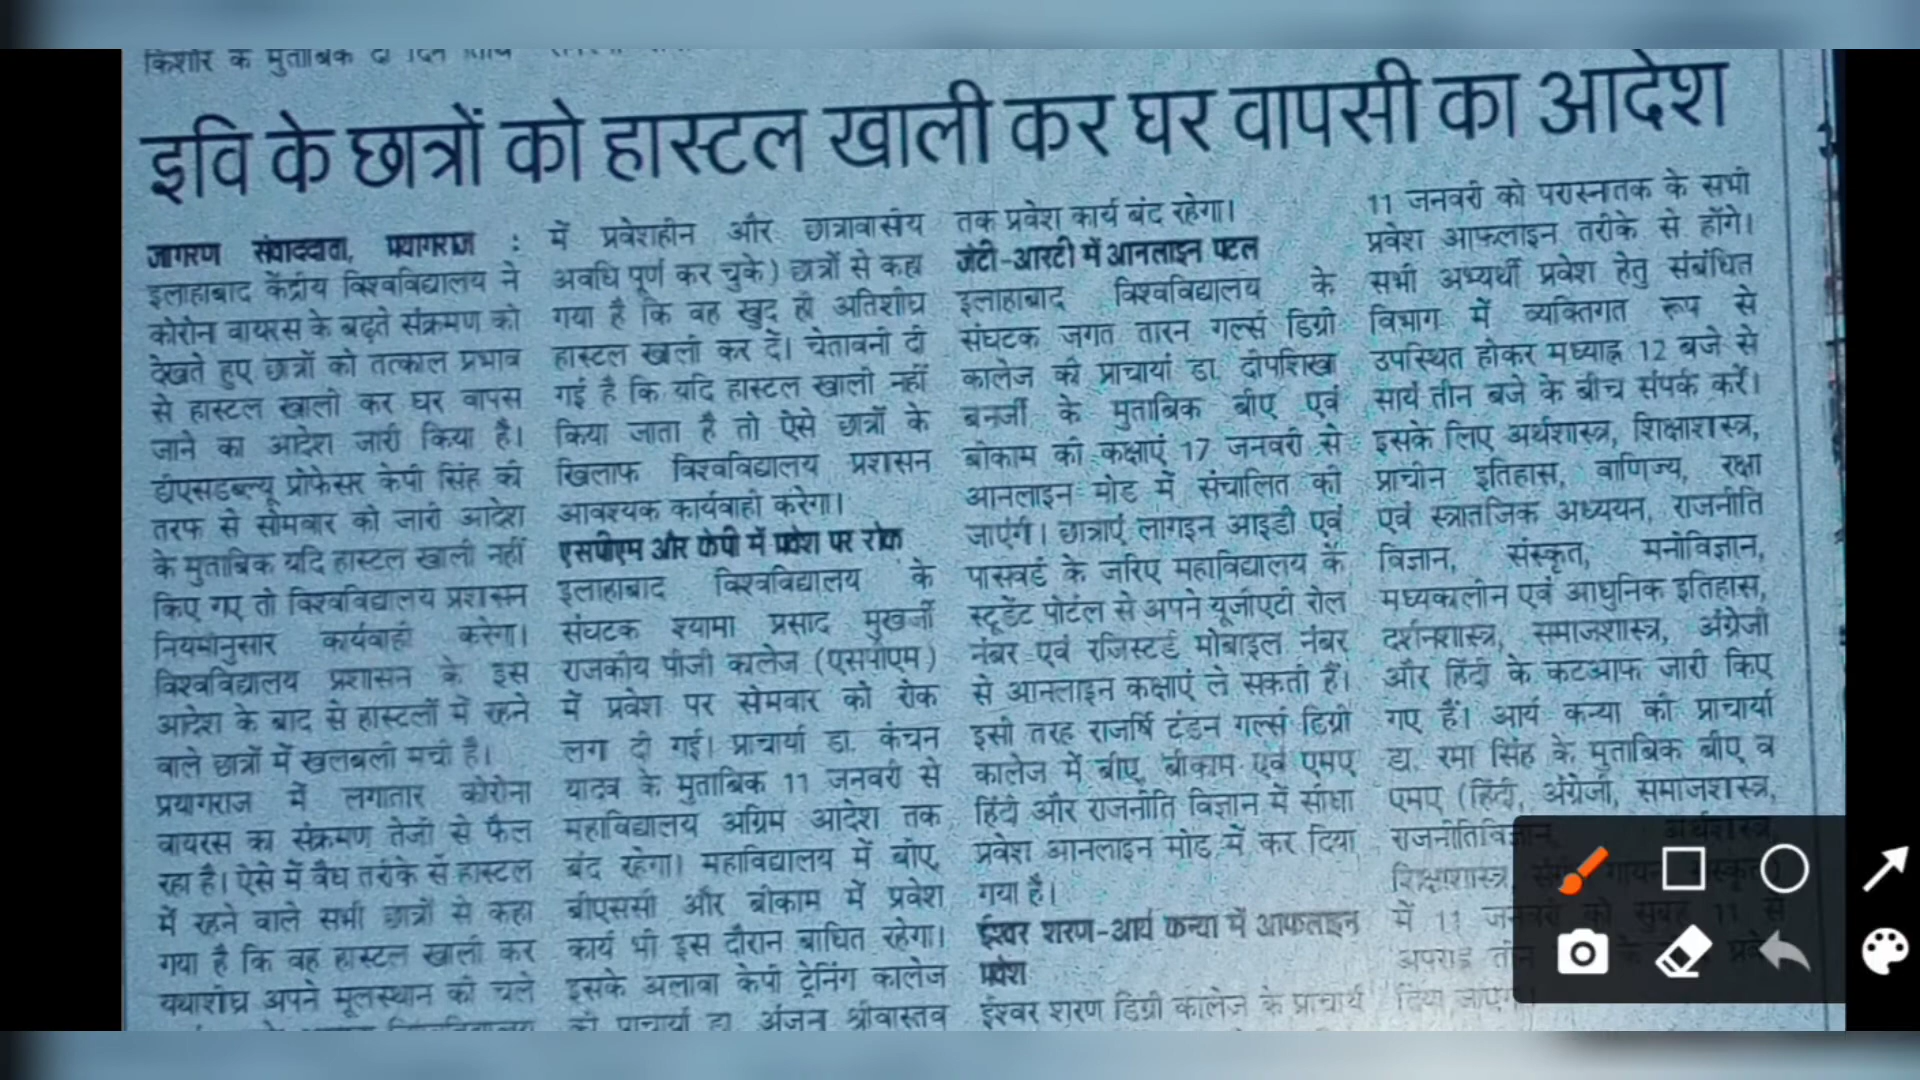 किशोर के मुताबिक दो दिन
इवि के छात्रों को हास्टल खाली कर घर वापसी का आदेश
जागरण संवाददाता, प्रयागराज :
इलाहाबाद केंद्रीय विश्वविद्यालय ने
कोरोना वायरस के बढ़ते संक्रमण को
देखते हुए छात्रों को तत्काल प्रभाव
से हास्टल खाली कर घर वापस
जाने का आदेश जारी किया है।
डीएसडब्ल्यू प्रोफेसर केपी सिंह की
तरफ से सोमवार को जारी आदेश
के मुताबिक यदि हास्टल खाली नहीं
किए गए तो विश्वविद्यालय प्रशासन
नियमानुसार कार्यवाही करेगा।
विश्वविद्यालय प्रशासन के इस
आदेश के बाद से हास्टलों में रहने
वाले छात्रों में खलबली मची है।
प्रयागराज में लगातार कोरोना
वायरस का संक्रमण तेजी से फैल
रहा है। ऐसे में वैध तरीके से हास्टल
में रहने वाले सभी छात्रों से कहा
गया है कि वह हास्टल खाली कर
यथाशीघ्र अपने मूलस्थान को चले
में प्रवेशहीन और छात्रावासीय
अवधि पूर्ण कर चुके) छात्रों से कहा
गया है कि वह खुद ही अतिशीघ्र
हास्टल खाली कर दें। चेतावनी दी
गई है कि यदि हास्टल खाली नहीं
किया जाता है तो ऐसे छात्रों के
खिलाफ विश्वविद्यालय प्रशासन
आवश्यक कार्यवाही करेगा।
एसपीएम और केपी में प्रवेश पर रोक
इलाहाबाद विश्वविद्यालय के
संघटक श्यामा प्रसाद मुखर्जी
राजकीय पीजी कालेज (एसपीएम)
में प्रवेश पर सोमवार को रोक
लगा दी गई। प्राचार्या डा. कंचन
यादव के मुताबिक 11 जनवरी से
महाविद्यालय अग्रिम आदेश तक
बंद रहेगा। महाविद्यालय में बीए,
बीएससी और बीकाम में प्रवेश
कार्य भी इस दौरान बाधित रहेगा।
इसके अलावा केपी ट्रेनिंग कालेज
की प्राचार्या डा. अंजना श्रीवास्तव
तक प्रवेश कार्य बंद रहेगा।
जेटी-आरटी में आनलाइन पटल
इलाहाबाद विश्वविद्यालय के
संघटक जगत तारन गर्ल्स डिग्री
कालेज की प्राचार्या डा. दीपशिखा
बनर्जी के मुताबिक बीए एवं
बीकाम की कक्षाएं 17 जनवरी से
आनलाइन मोड में संचालित की
जाएंगी। छात्राएं लागइन आइडी एवं
पासवर्ड के जरिए महाविद्यालय के
स्टूडेंट पोर्टल से अपने यूजीएटी रोल
नंबर एवं रजिस्टर्ड मोबाइल नंबर
से आनलाइन कक्षाएं ले सकती हैं।
इसी तरह राजर्षि टंडन गर्ल्स डिग्री
कालेज में बीए, बीकाम एवं एमए
हिंदी और राजनीति विज्ञान में सीधा
प्रवेश आनलाइन मोड में कर दिया
गया है।
ईश्वर शरण-आर्य कन्या में आफलाइन
प्रवेश
ईश्वर शरण डिग्री कालेज के प्राचार्य
11 जनवरी को परास्नातक के सभी
प्रवेश आफलाइन तरीके से होंगे।
सभी अभ्यर्थी प्रवेश हेतु संबंधित
विभाग में व्यक्तिगत रूप से
उपस्थित होकर मध्याह्न 12 बजे से
सायं तीन बजे के बीच संपर्क करें।
इसके लिए अर्थशास्त्र, शिक्षाशास्त्र,
प्राचीन इतिहास, वाणिज्य, रक्षा
एवं स्त्रातजिक अध्ययन, राजनीति
विज्ञान, संस्कृत, मनोविज्ञान,
मध्यकालीन एवं आधुनिक इतिहास,
दर्शनशास्त्र, समाजशास्त्र, अंग्रेजी
और हिंदी के कटआफ जारी किए
गए हैं। आर्य कन्या की प्राचार्या
डा. रमा सिंह के मुताबिक बीए व
एमए (हिंदी, अंग्रेजी, समाजशास्त्र,
राजनीतिविज्ञान, अर्थशास्त्र,
शिक्षाशास्त्र, संगीत गायन, संस्कृत)
में 11 जनवरी को सुबह 11 से
अपराह्न तीन के
दिया जाएगा।